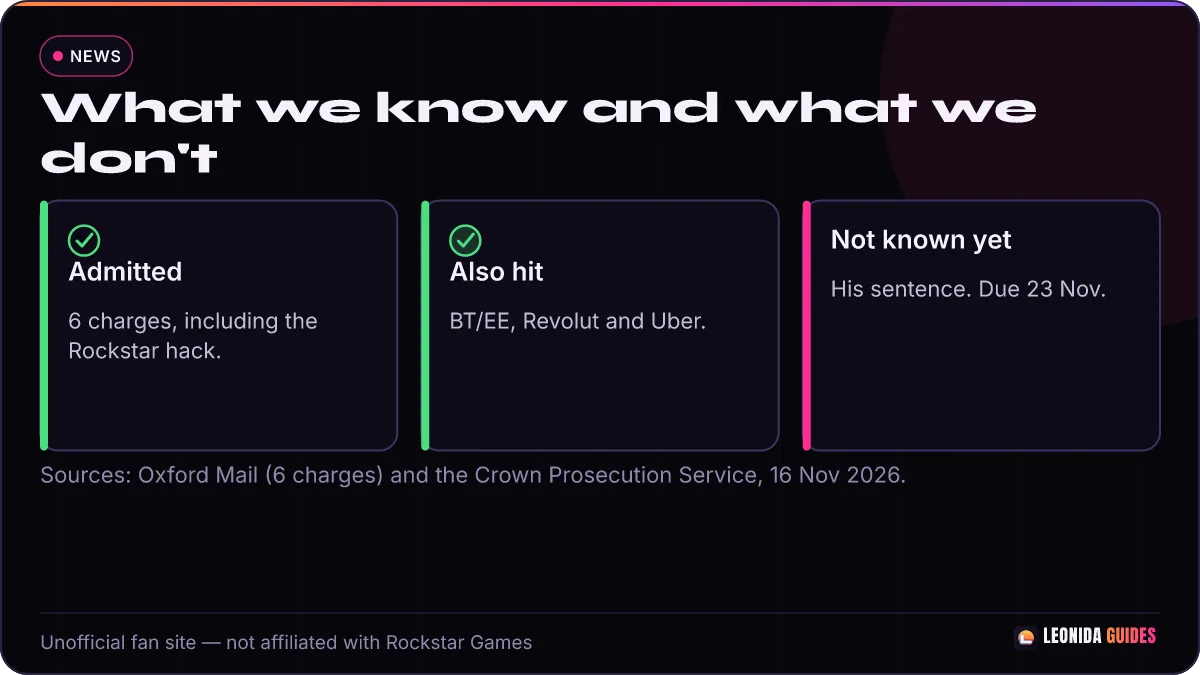 NEWS
What we know and what we
don't
Admitted
6 charges, including the
Rockstar hack.
Also hit
BT/EE, Revolut and Uber.
Not known yet
His sentence. Due 23 Nov.
Sources: Oxford Mail (6 charges) and the Crown Prosecution Service, 16 Nov 2026.
Unofficial fan site — not affiliated with Rockstar Games
LEONIDA GUIDES